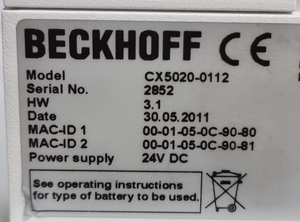 BECKHOFF CE
Model CX5020-0112
Serial No. 2852
HW 3.1
Date 30.05.2011
MAC-ID 1 00-01-05-0C-90-80
MAC-ID 2 00-01-05-0C-90-81
Power supply 24V DC
See operating instructions
for type of battery to be used.